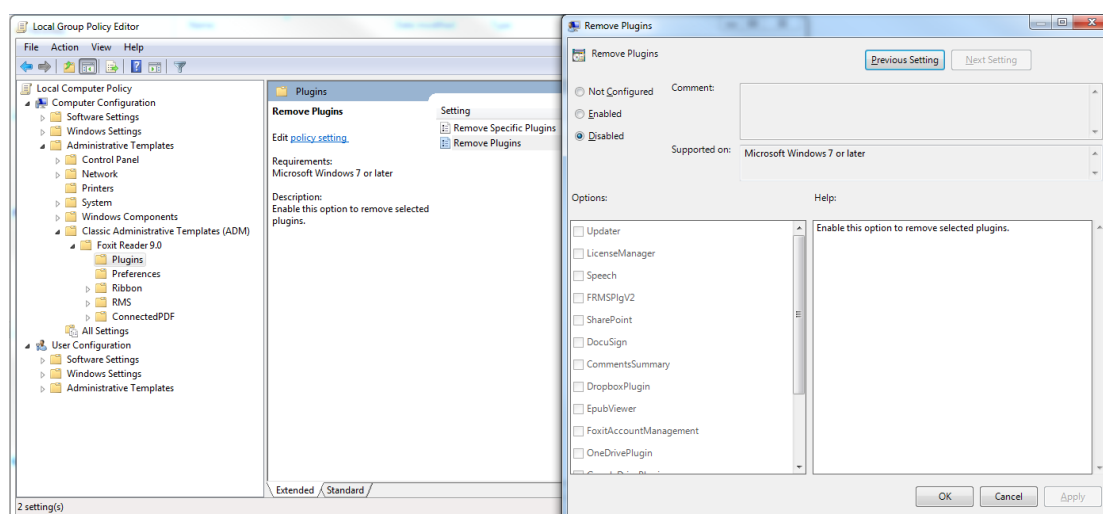 Local Group Policy Editor
File Action View Help
Local Computer Policy
Computer Configuration
Software Settings
Windows Settings
Administrative Templates
Control Panel
Network
Printers
System
Windows Components
Classic Administrative Templates (ADM)
Foxit Reader 9.0
Plugins
Preferences
Ribbon
RMS
ConnectedPDF
All Settings
User Configuration
Software Settings
Windows Settings
Administrative Templates
2 setting(s)
Plugins
Remove Plugins
Edit policy setting.
Requirements:
Microsoft Windows 7 or later
Description:
Enable this option to remove selected
plugins.
Setting
Remove Specific Plugins
Remove Plugins
Extended Standard
Remove Plugins
Remove Plugins
Previous Setting Next Setting
Not Configured
Enabled
Disabled
Comment:
Supported on: Microsoft Windows 7 or later
Options: Help:
Updater
LicenseManager
Speech
FRMSPlgV2
SharePoint
DocuSign
CommentsSummary
DropboxPlugin
EpubViewer
FoxitAccountManagement
OneDrivePlugin
Enable this option to remove selected plugins.
OK Cancel Apply